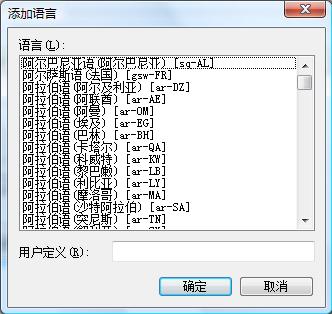 添加语言
语言(L):
阿尔巴尼亚语(阿尔巴尼亚) [sq-AL]
阿尔萨斯语(法国) [gsw-FR]
阿拉伯语(阿尔及利亚) [ar-DZ]
阿拉伯语(阿联酋) [ar-AE]
阿拉伯语(阿曼) [ar-OM]
阿拉伯语(埃及) [ar-EG]
阿拉伯语(巴林) [ar-BH]
阿拉伯语(卡塔尔) [ar-QA]
阿拉伯语(科威特) [ar-KW]
阿拉伯语(黎巴嫩) [ar-LB]
阿拉伯语(利比亚) [ar-LY]
阿拉伯语(摩洛哥) [ar-MA]
阿拉伯语(沙特阿拉伯) [ar-SA]
阿拉伯语(突尼斯) [ar-TN]
用户定义(R):
确定
取消